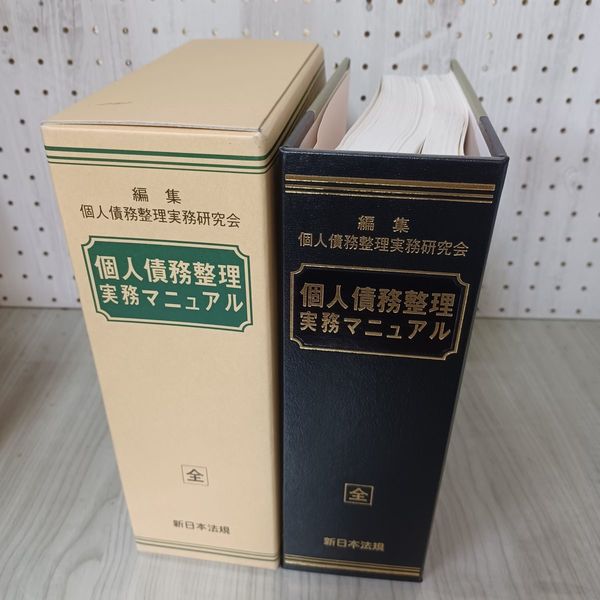 編集
個人債務整理実務研究会
個人債務整理
実務マニュアル
全
新日本法規
編集
個人債務整理実務研究会
個人債務整理
実務マニュアル
全
新日本法規